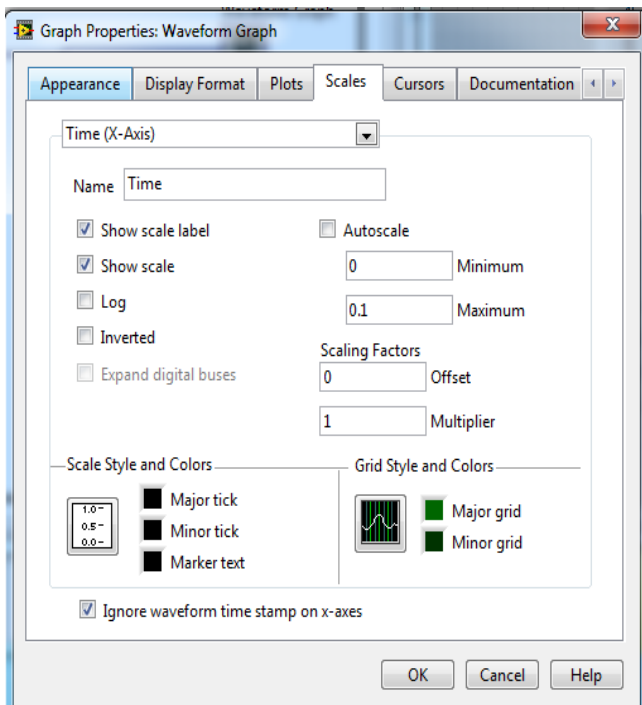 Graph Properties: Waveform Graph
Appearance Display Format Plots Scales Cursors Documentation
Time (X-Axis)
Name Time
Show scale label Autoscale
Show scale 0 Minimum
Log 0.1 Maximum
Inverted Scaling Factors
Expand digital buses 0 Offset
1 Multiplier
Scale Style and Colors Grid Style and Colors
1.0
0.5
0.0
Major tick Major grid
Minor tick Minor grid
Marker text
Ignore waveform time stamp on x-axes
OK Cancel Help